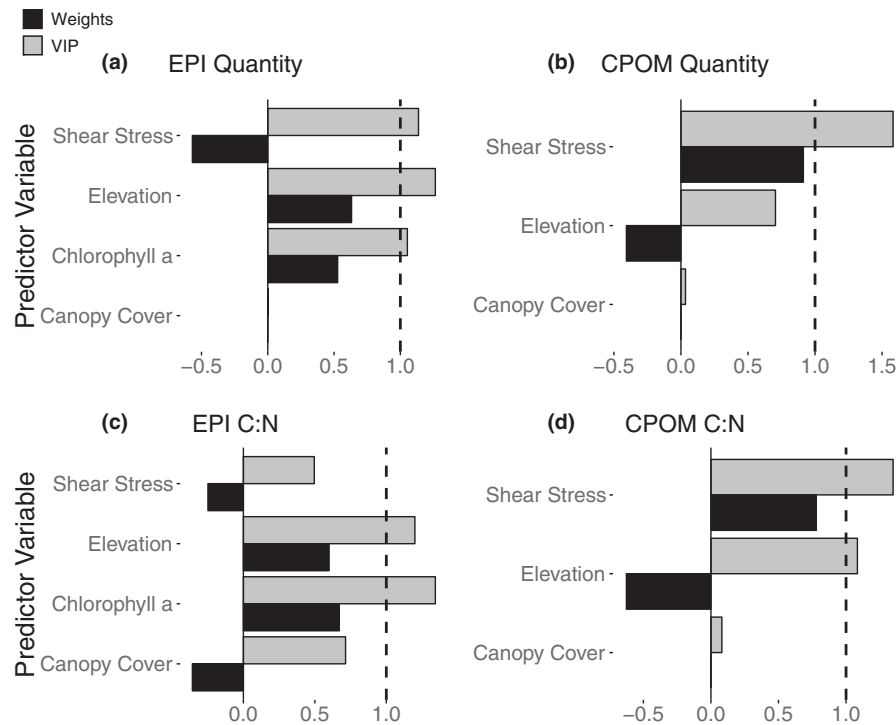 Weights
VIP
(a) EPI Quantity
Predictor Variable
Shear Stress
Elevation
Chlorophyll a
Canopy Cover
−0.5 0.0 0.5 1.0
(b) CPOM Quantity
Shear Stress
Elevation
Canopy Cover
−0.5 0.0 0.5 1.0 1.5
(c) EPI C:N
Predictor Variable
Shear Stress
Elevation
Chlorophyll a
Canopy Cover
0.0 0.5 1.0
(d) CPOM C:N
Shear Stress
Elevation
Canopy Cover
−0.5 0.0 0.5 1.0